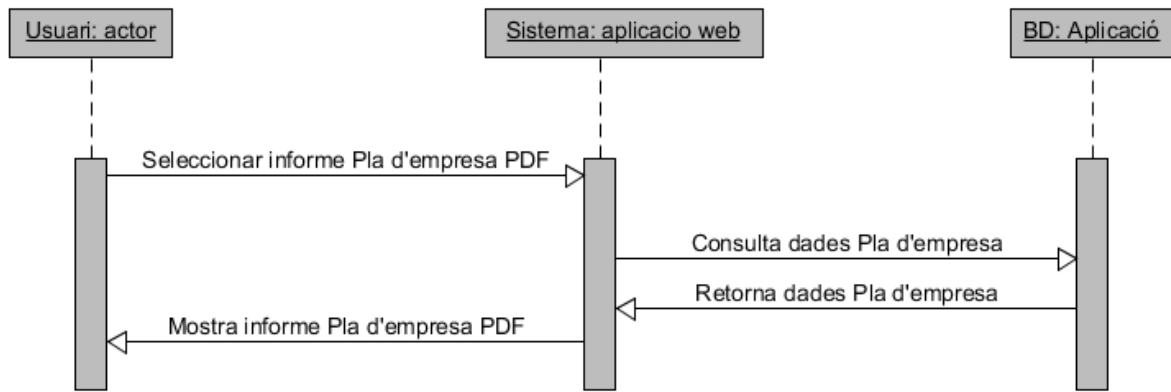 Usuari: actor
Sistema: aplicacio web
BD: Aplicació
Seleccionar informe Pla d'empresa PDF
Consulta dades Pla d'empresa
Retorna dades Pla d'empresa
Mostra informe Pla d'empresa PDF